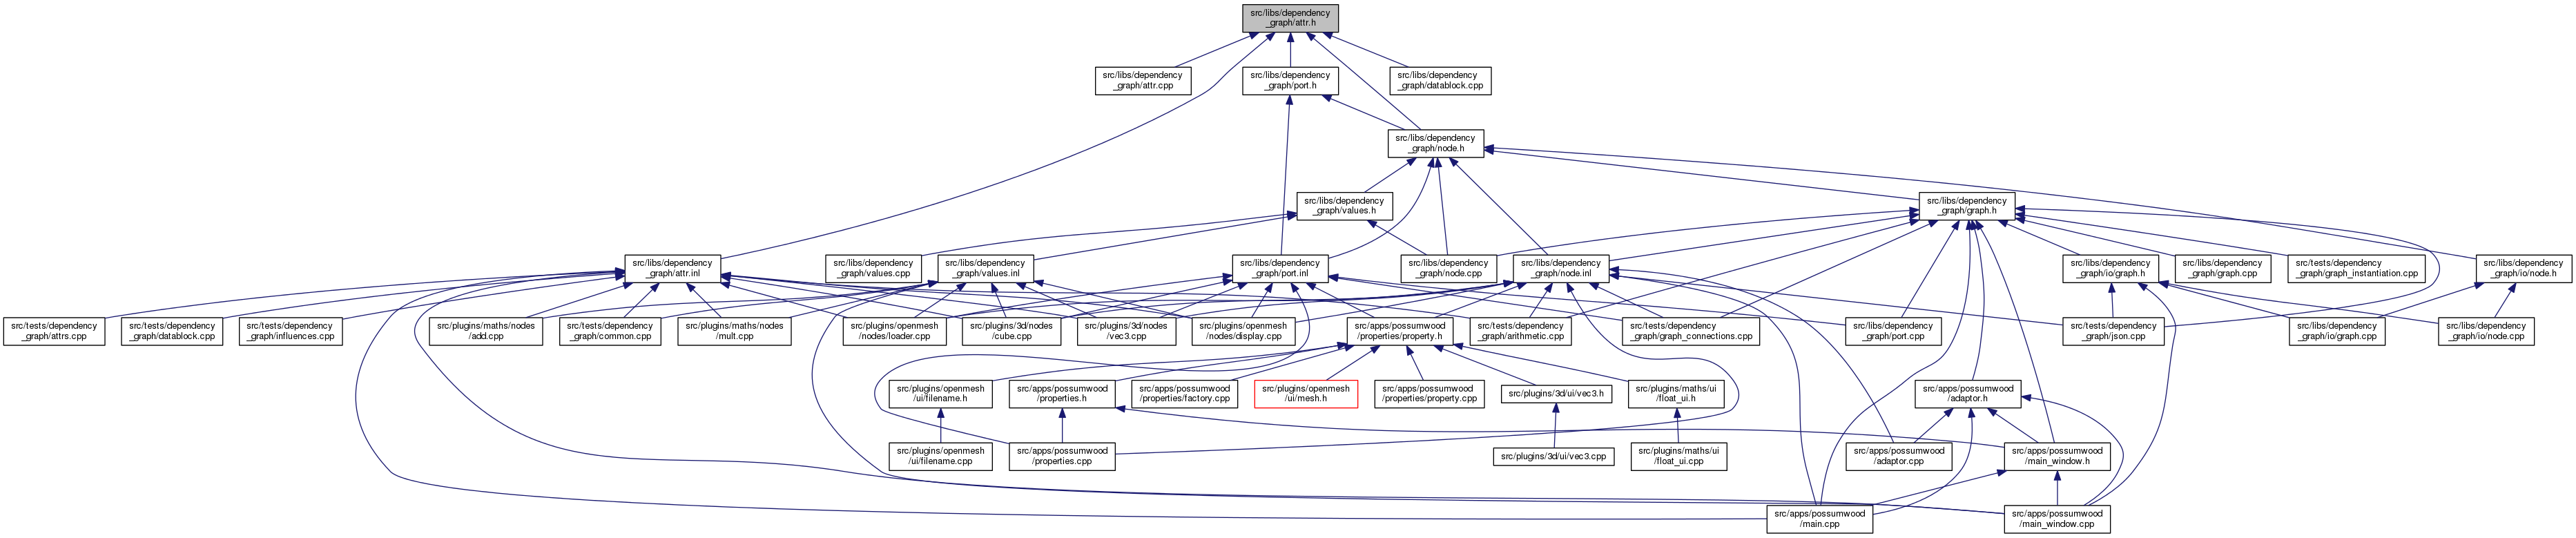 src/libs/dependency
_graph/attr.h
src/libs/dependency
_graph/attr.cpp
src/libs/dependency
_graph/port.h
src/libs/dependency
_graph/datablock.cpp
src/libs/dependency
_graph/node.h
src/libs/dependency
_graph/values.h
src/libs/dependency
_graph/graph.h
src/libs/dependency
_graph/attr.inl
src/libs/dependency
_graph/values.cpp
src/libs/dependency
_graph/values.inl
src/libs/dependency
_graph/port.inl
src/libs/dependency
_graph/node.cpp
src/libs/dependency
_graph/node.inl
src/libs/dependency
_graph/io/graph.h
src/libs/dependency
_graph/graph.cpp
src/tests/dependency
_graph/graph_instantiation.cpp
src/libs/dependency
_graph/io/node.h
src/tests/dependency
_graph/attrs.cpp
src/tests/dependency
_graph/datablock.cpp
src/tests/dependency
_graph/influences.cpp
src/plugins/maths/nodes
/add.cpp
src/tests/dependency
_graph/common.cpp
src/plugins/maths/nodes
/mult.cpp
src/plugins/openmesh
/nodes/loader.cpp
src/plugins/3d/nodes
/cube.cpp
src/plugins/3d/nodes
/vec3.cpp
src/plugins/openmesh
/nodes/display.cpp
src/apps/possumwood
/properties/property.h
src/tests/dependency
_graph/arithmetic.cpp
src/tests/dependency
_graph/graph_connections.cpp
src/libs/dependency
_graph/port.cpp
src/tests/dependency
_graph/json.cpp
src/libs/dependency
_graph/io/graph.cpp
src/libs/dependency
_graph/io/node.cpp
src/plugins/openmesh
/ui/filename.h
src/apps/possumwood
/properties.h
src/apps/possumwood
/properties/factory.cpp
src/plugins/openmesh
/ui/mesh.h
src/apps/possumwood
/properties/property.cpp
src/plugins/3d/ui/vec3.h
src/plugins/maths/ui
/float_ui.h
src/apps/possumwood
/adaptor.h
src/plugins/openmesh
/ui/filename.cpp
src/apps/possumwood
/properties.cpp
src/plugins/3d/ui/vec3.cpp
src/plugins/maths/ui
/float_ui.cpp
src/apps/possumwood
/adaptor.cpp
src/apps/possumwood
/main_window.h
src/apps/possumwood
/main.cpp
src/apps/possumwood
/main_window.cpp